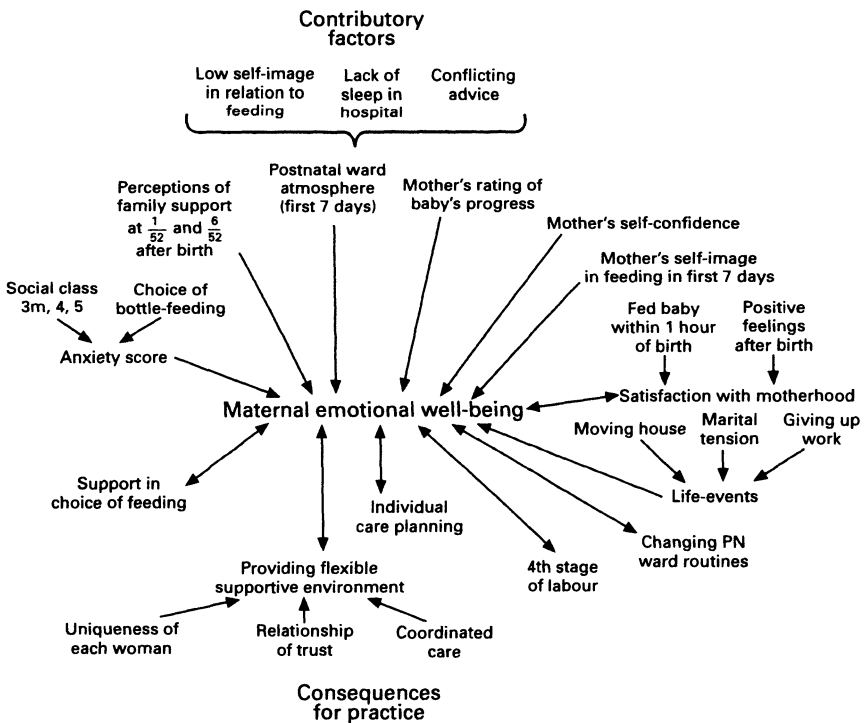 Contributory
factors
Low self-image
in relation to
feeding
Lack of
sleep in
hospital
Conflicting
advice
Perceptions of
family support
at 1/52 and 6/52
after birth
Postnatal ward
atmosphere
(first 7 days)
Mother's rating of
baby's progress
Mother's self-confidence
Mother's self-image
in feeding in first 7 days
Social class
3m, 4, 5
Choice of
bottle-feeding
Anxiety score
Fed baby
within 1 hour
of birth
Positive
feelings
after birth
Satisfaction with motherhood
Maternal emotional well-being
Moving house
Marital
tension
Giving up
work
Life-events
Support in
choice of feeding
Individual
care planning
Changing PN
ward routines
4th stage
of labour
Providing flexible
supportive environment
Uniqueness of
each woman
Relationship
of trust
Coordinated
care
Consequences
for practice